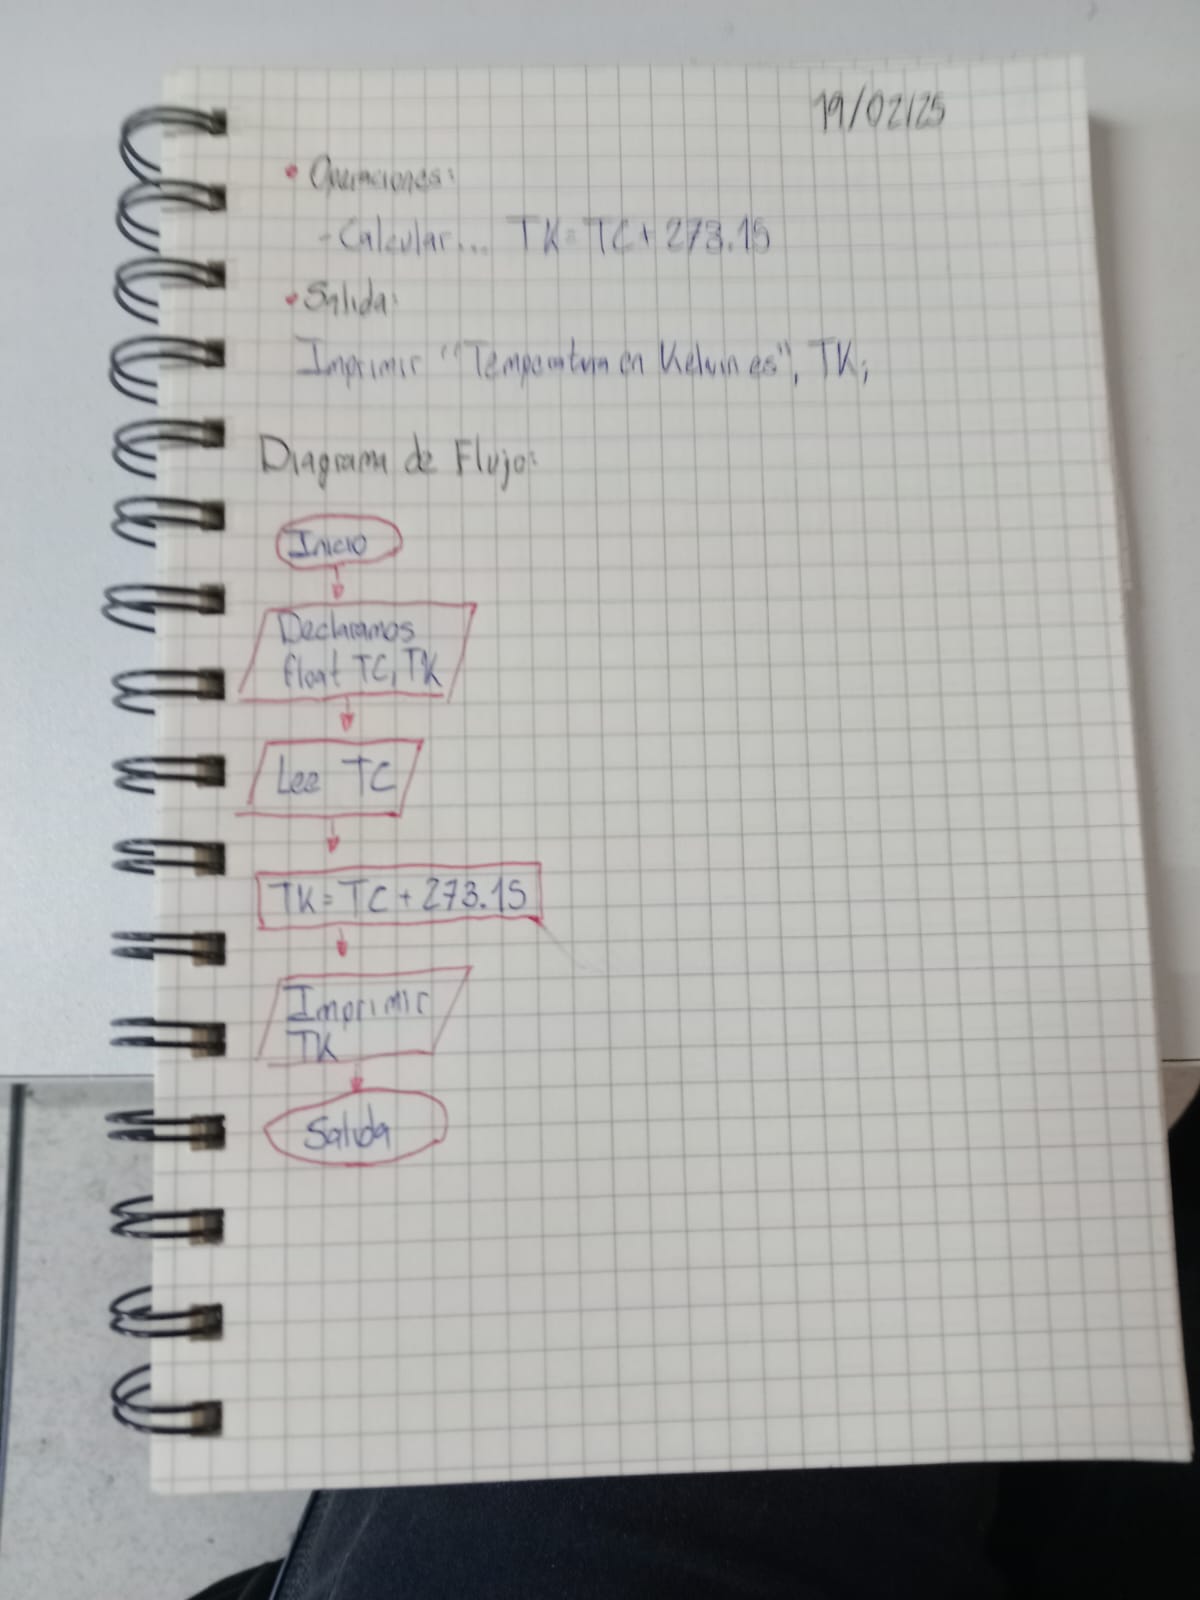 19/02/25
• Operaciones:
- Calcular... TK = TC + 273.15
• Salida:
Imprimir "Temperatura en Kelvin es", TK;
Diagrama de Flujo:
Inicio
Declaramos
float TC, TK
Lee TC
TK = TC + 273.15
Imprimir
TK
Salida